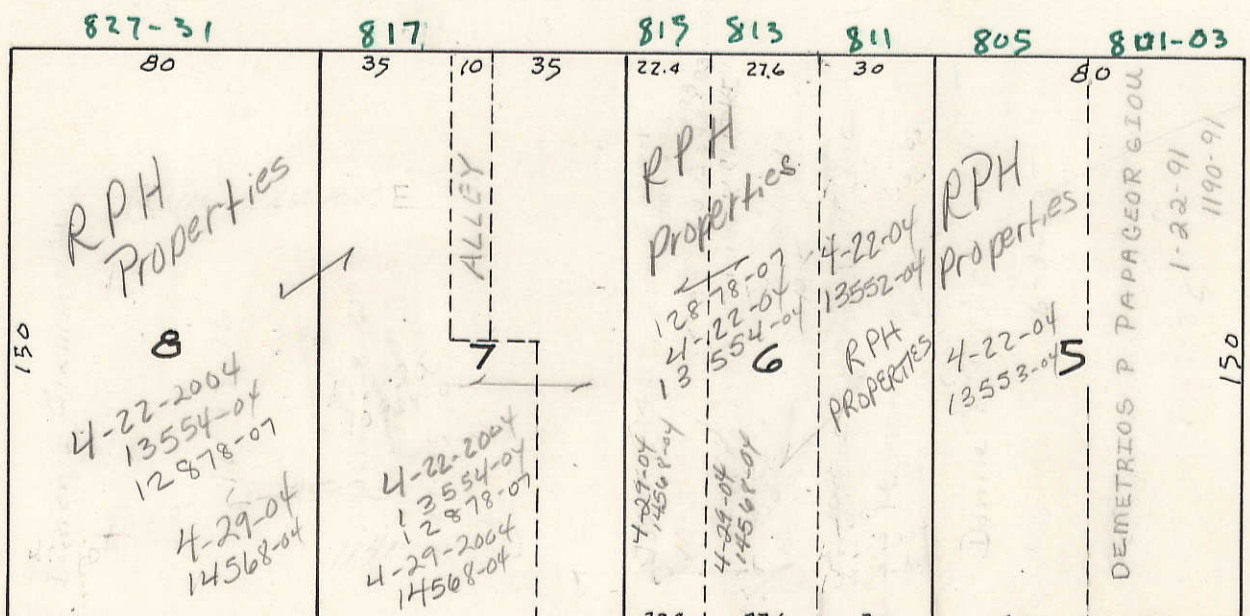 827-31 817 815 813 811 805 801-03
80 35 10 35 22.4 27.6 30 80
RPH
Properties
150
8
4-22-2004
13554-04
12878-07
4-29-04
14568-04
ALLEY
7
4-22-2004
13554-04
12878-07
4-29-2004
14568-04
RPH
Properties
12878-07
4-22-04
13554-04
6
4-29-04
14568-04
4-29-04
14568-04
4-22-04
13552-04
RPH
PROPERTIES
RPH
Properties
4-22-04
13553-04
5
DEMETRIOS P PAPAGEORGIOU
1-22-91
1190-91
150